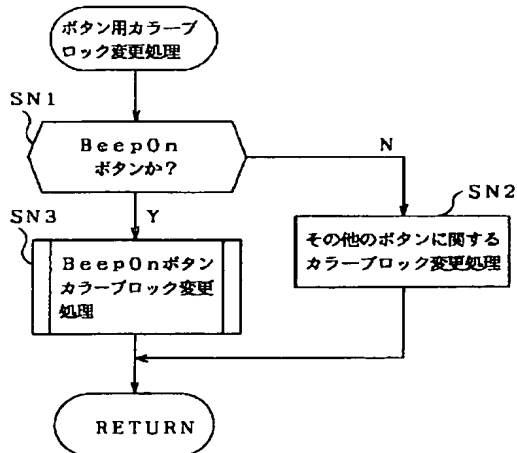 ボタン用カラーブ
ロック変更処理
SN1
BeepOn
ボタンか?
N
SN2
SN3
Y
BeepOnボタン
カラーブロック変更
処理
その他のボタンに関する
カラーブロック変更処理
RETURN